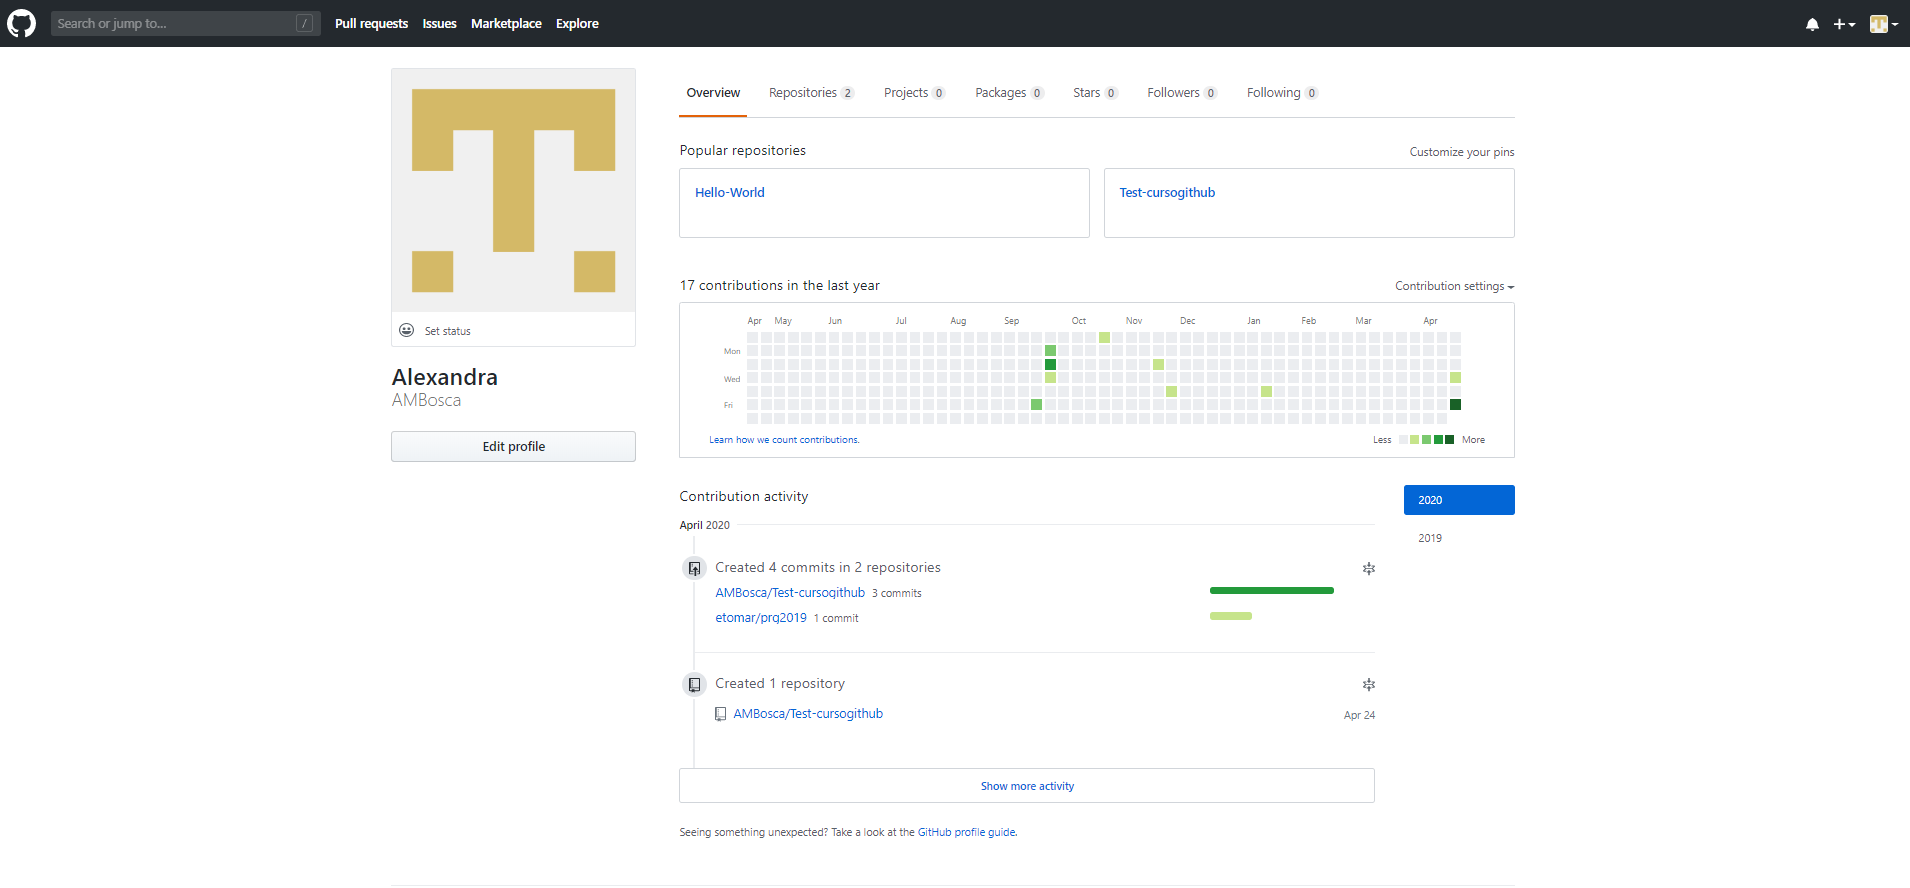 Search or jump to... /
Pull requests Issues Marketplace Explore
Overview Repositories 2 Projects 0 Packages 0 Stars 0 Followers 0 Following 0
Popular repositories
Customize your pins
Hello-World
Test-cursogithub
17 contributions in the last year
Contribution settings
Apr May Jun Jul Aug Sep Oct Nov Dec Jan Feb Mar Apr
Mon
Wed
Fri
Learn how we count contributions.
Less More
Set status
Alexandra
AMBosca
Edit profile
Contribution activity
2020
2019
April 2020
Created 4 commits in 2 repositories
AMBosca/Test-cursogithub 3 commits
etomar/prg2019 1 commit
Created 1 repository
AMBosca/Test-cursogithub
Apr 24
Show more activity
Seeing something unexpected? Take a look at the GitHub profile guide.